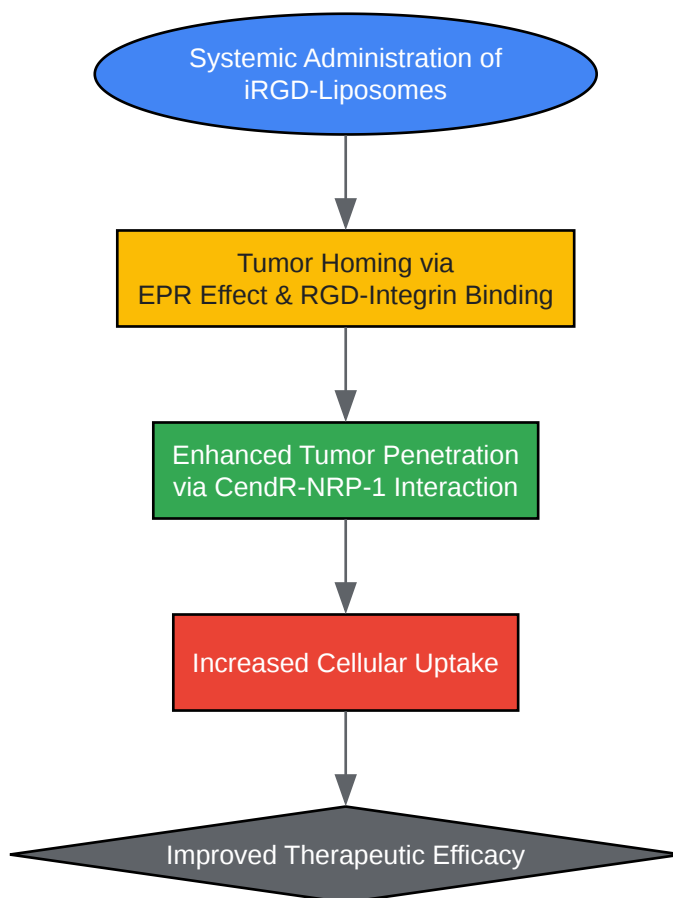 Systemic Administration of
iRGD-Liposomes
Tumor Homing via
EPR Effect & RGD-Integrin Binding
Enhanced Tumor Penetration
via CendR-NRP-1 Interaction
Increased Cellular Uptake
Improved Therapeutic Efficacy